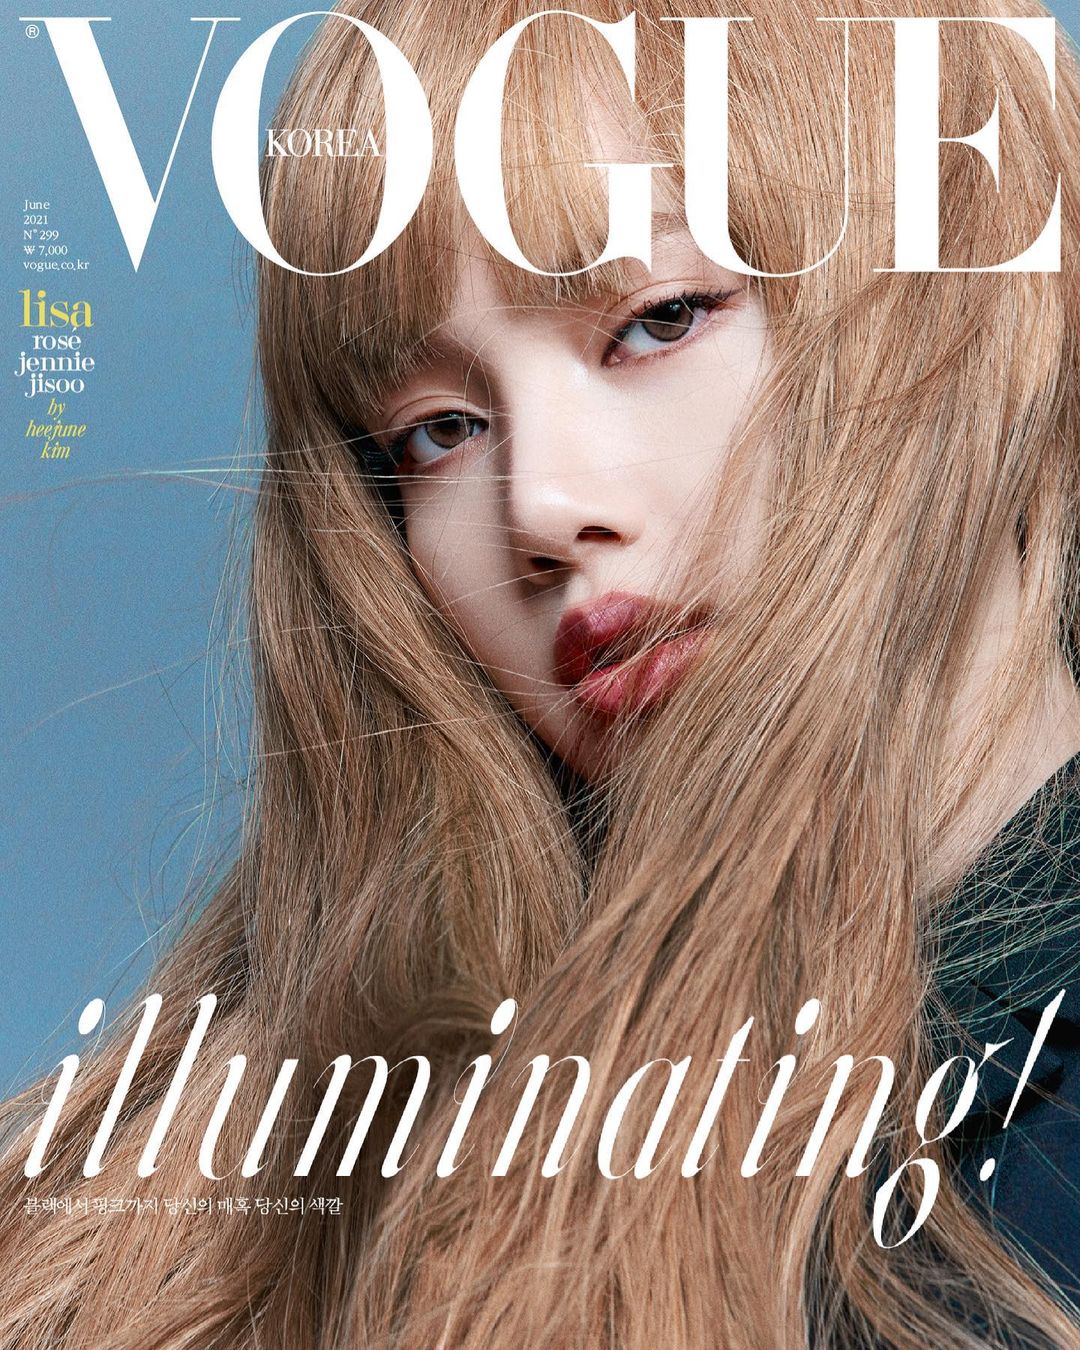 VOGUE
®
KOREA
June
2021
N°299
₩ 7,000
vogue.co.kr
lisa
rosé
jennie
jisoo
by
heejune
kim
illuminating!
블랙에서 핑크까지 당신의 매혹 당신의 색깔